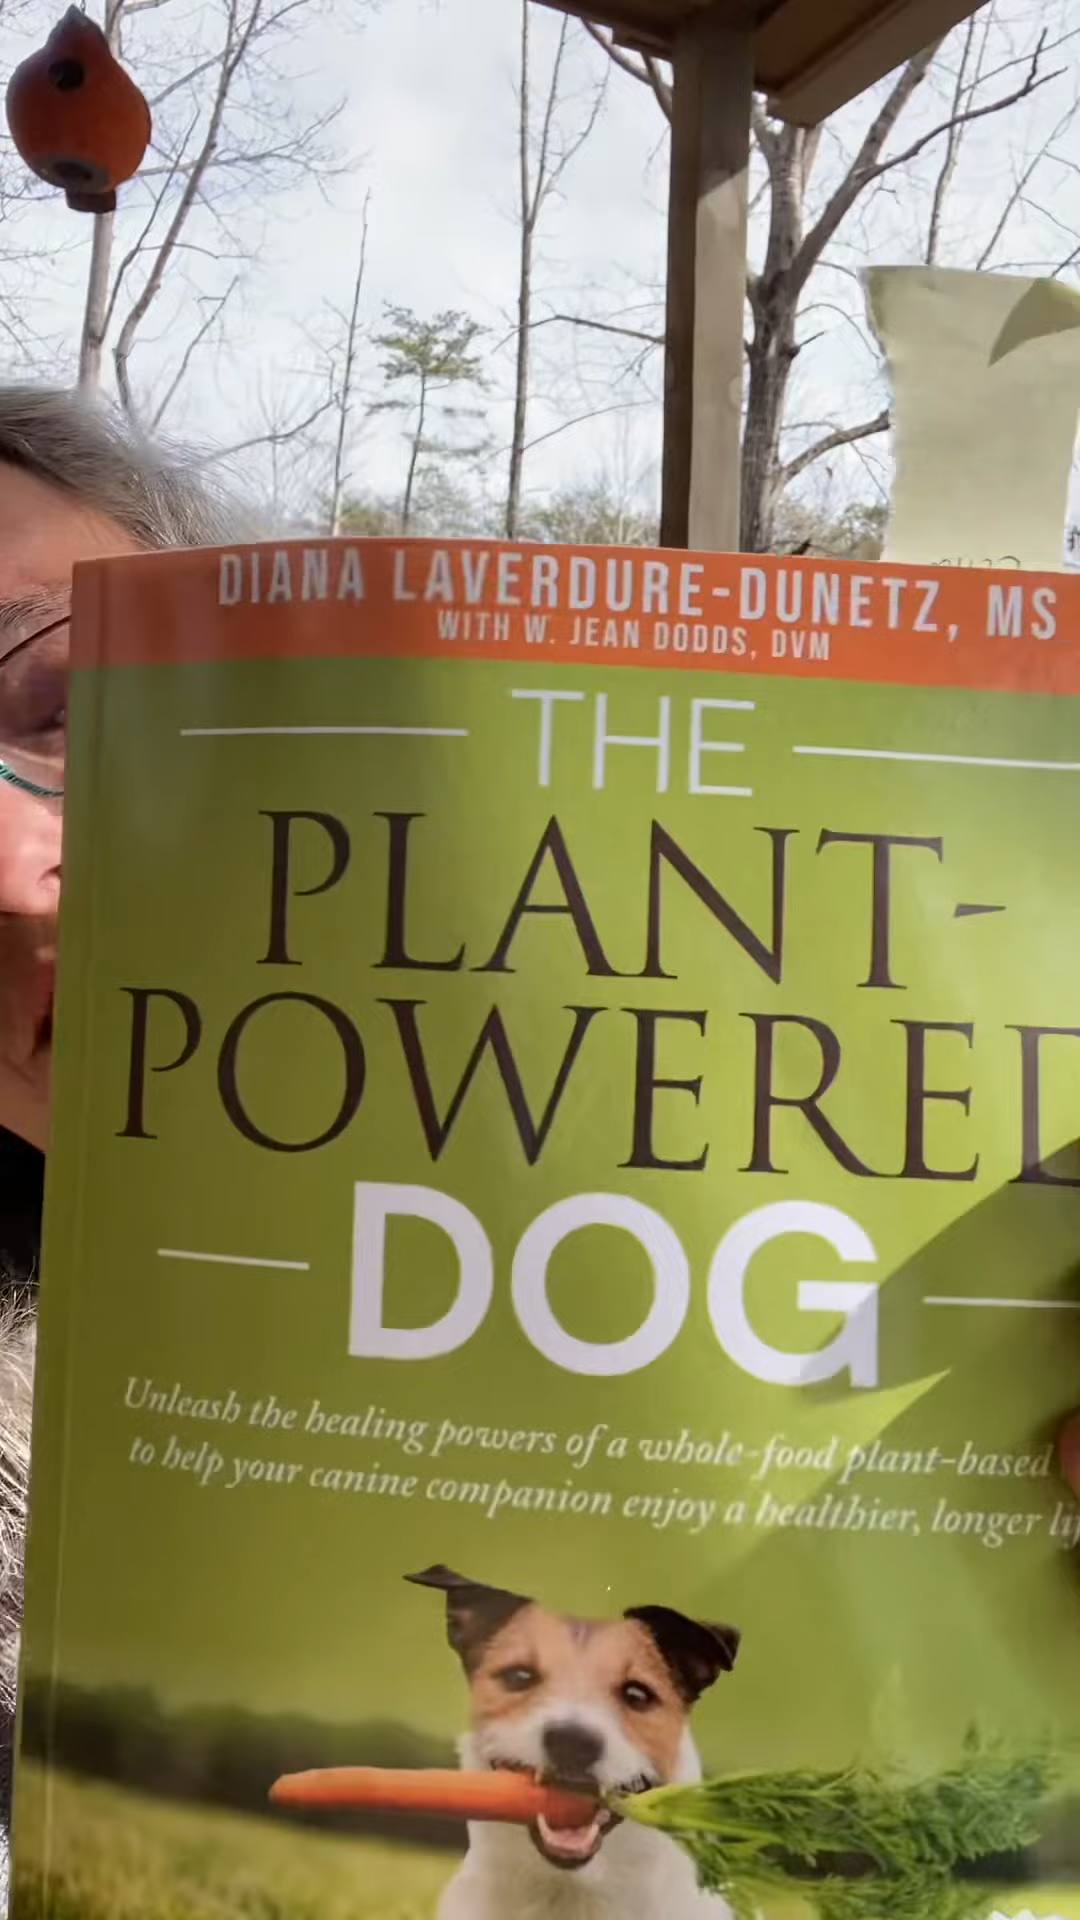 DIANA LAVERDURE-DUNETZ, MS
WITH W. JEAN DODDS, DVM
THE
PLANT-
POWERED
DOG
Unleash the healing powers of a whole-food plant-based
to help your canine companion enjoy a healthier, longer